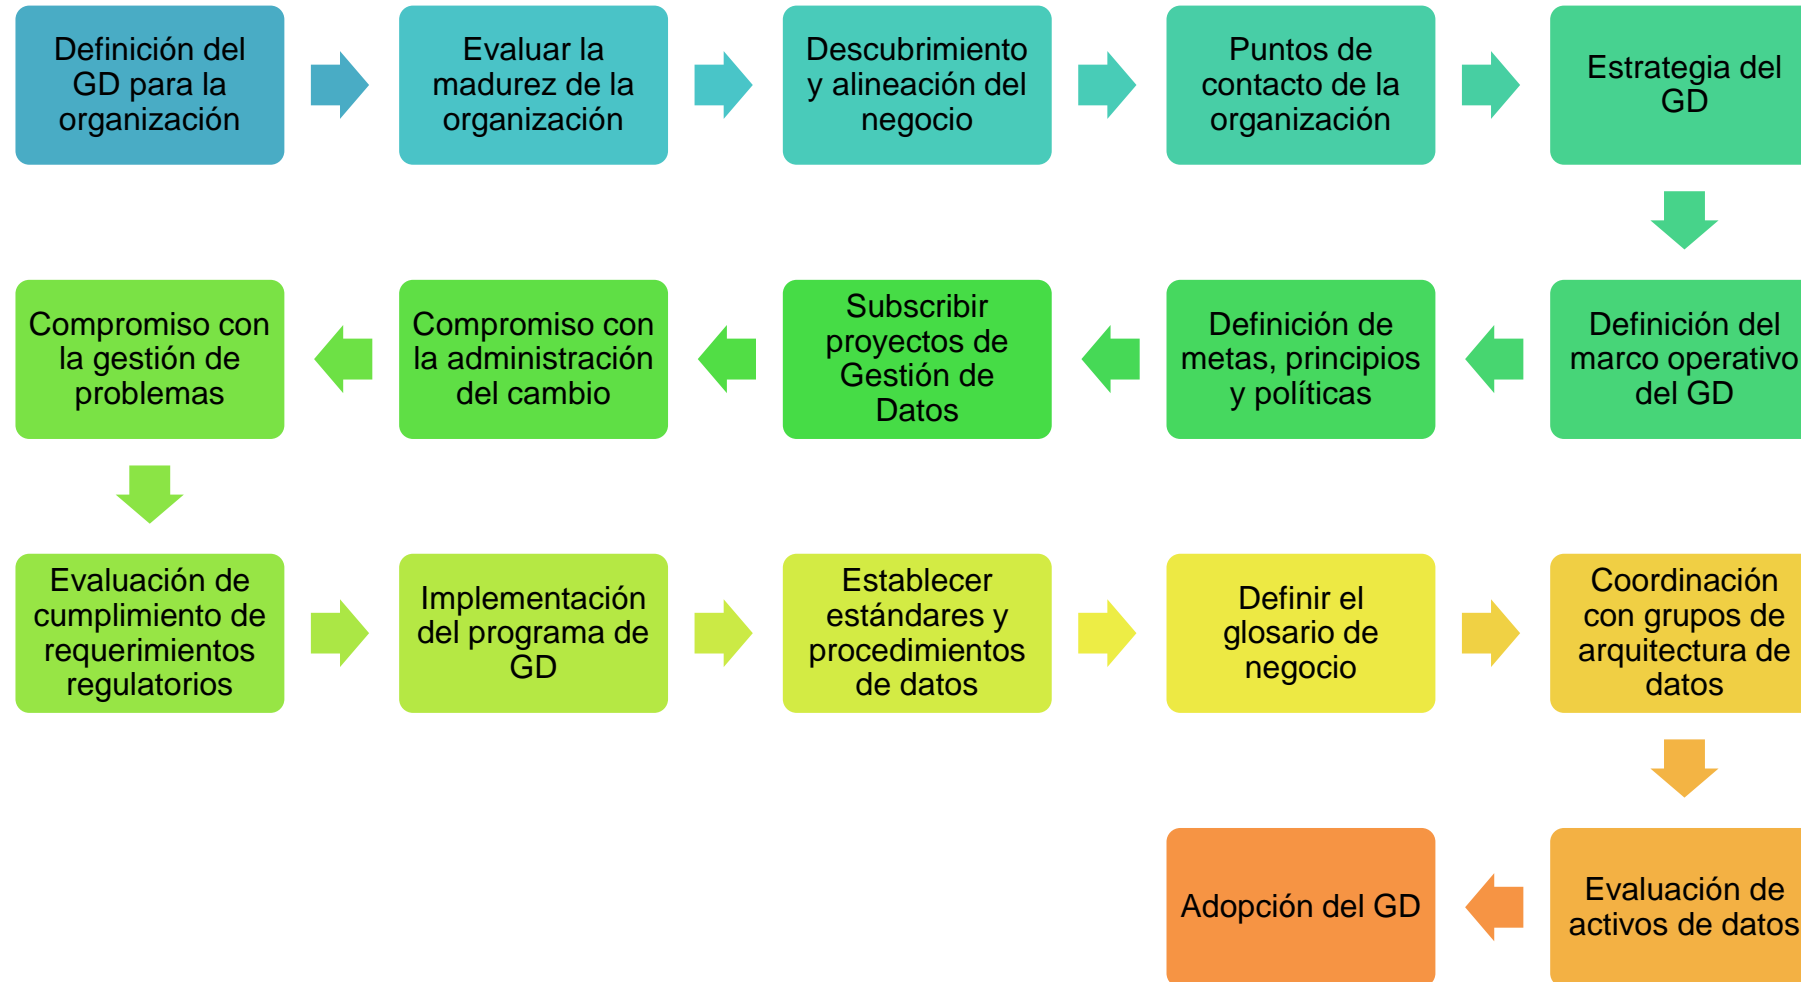 Definición del
GD para la
organización
Evaluar la
madurez de la
organización
Descubrimiento
y alineación del
negocio
Puntos de
contacto de la
organización
Estrategia del
GD
Definición del
marco operativo
del GD
Definición de
metas, principios
y políticas
Subscribir
proyectos de
Gestión de
Datos
Compromiso con
la administración
del cambio
Compromiso con
la gestión de
problemas
Evaluación de
cumplimiento de
requerimientos
regulatorios
Implementación
del programa de
GD
Establecer
estándares y
procedimientos
de datos
Definir el
glosario de
negocio
Coordinación
con grupos de
arquitectura de
datos
Evaluación de
activos de datos
Adopción del GD